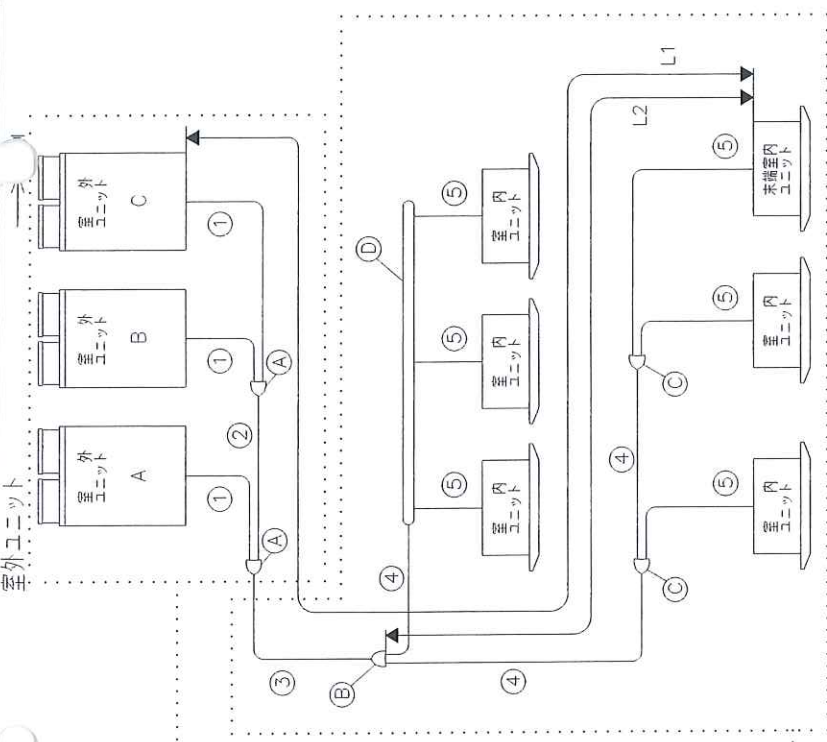 室外ユニット
室外
ユニット
A
室外
ユニット
B
室外
ユニット
C
①
①
①
②
Ⓐ
Ⓐ
③
Ⓑ
④
Ⓓ
⑤
⑤
⑤
室内
ユニット
室内
ユニット
室内
ユニット
L1
L2
④
④
Ⓒ
Ⓒ
⑤
⑤
⑤
室内
ユニット
室内
ユニット
末端室内
ユニット